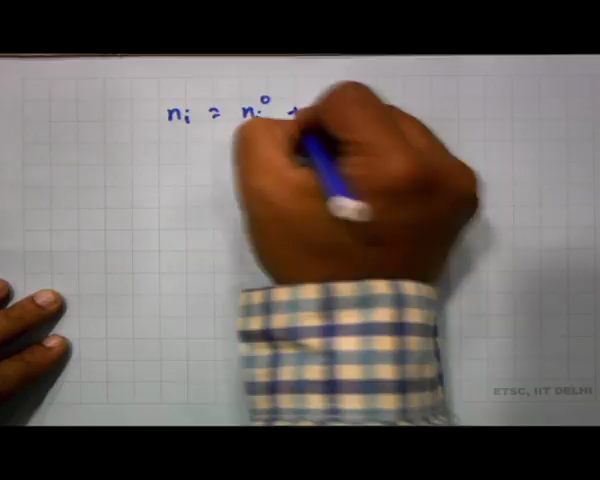 nᵢ = nᵢ⁰ +
ETSC, IIT DELHI